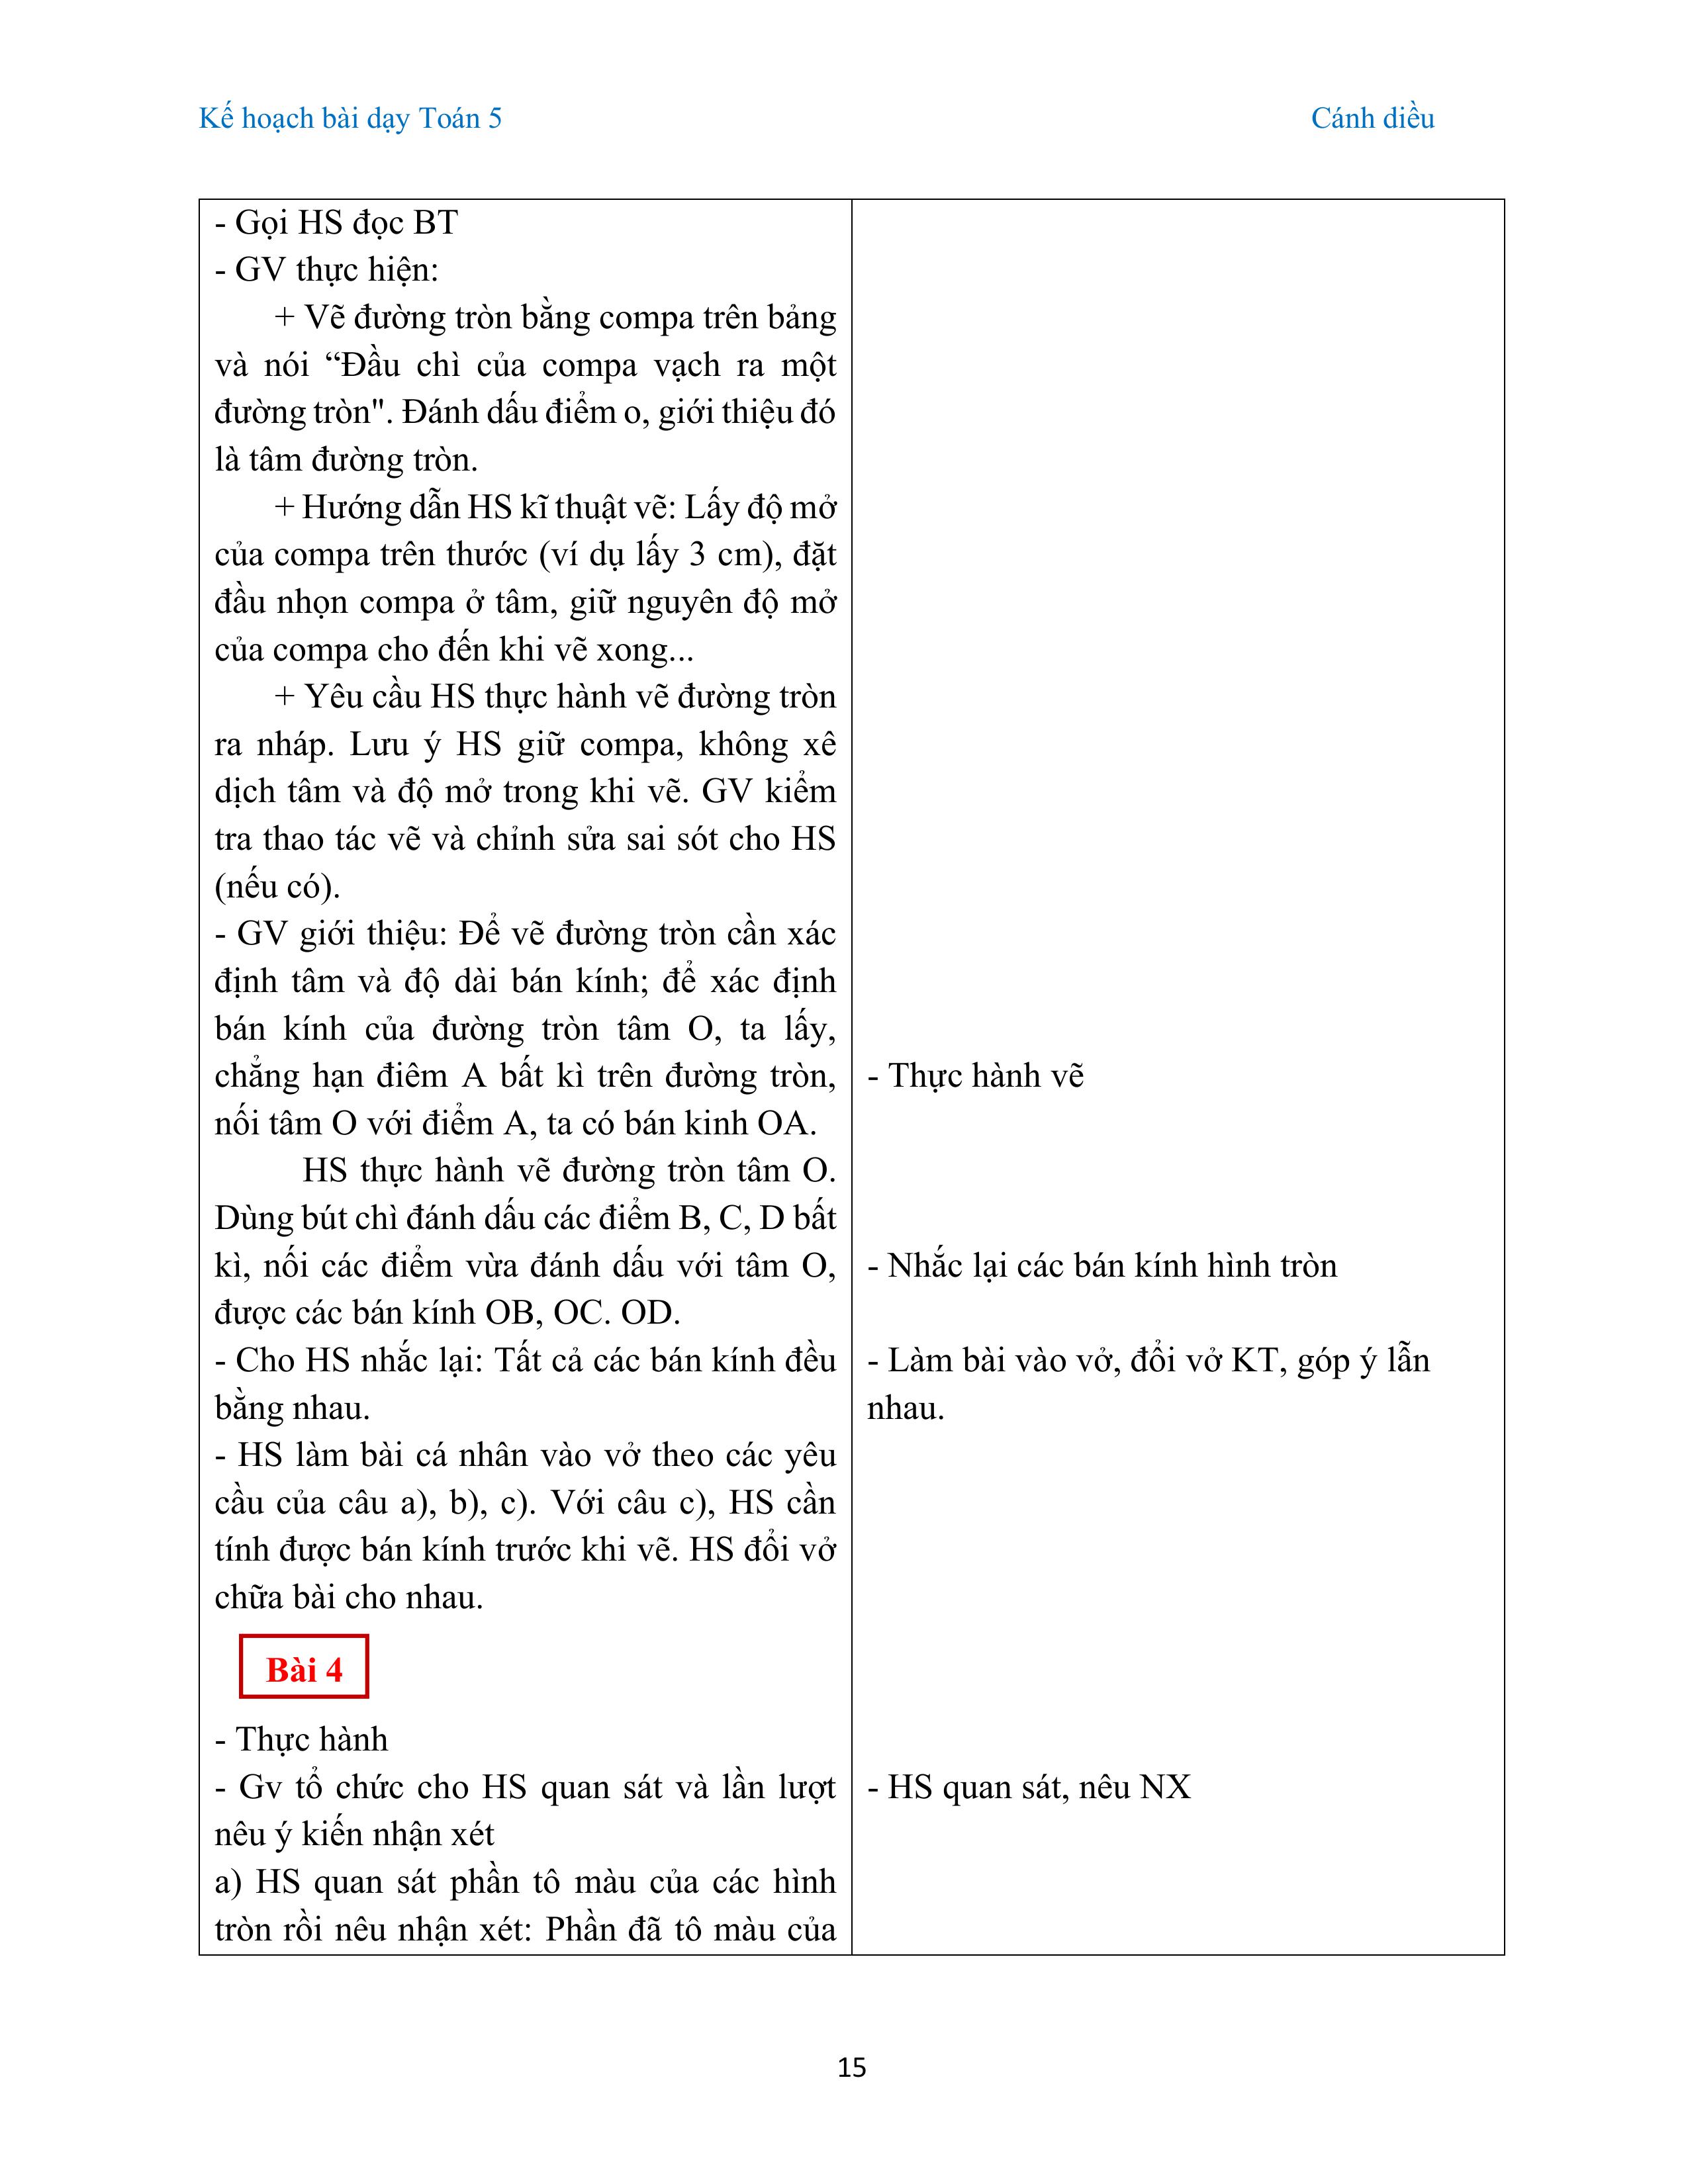 Kế hoạch bài dạy Toán 5
Cánh diều
- Gọi HS đọc BT
- GV thực hiện:
+ Vẽ đường tròn bằng compa trên bảng
và nói “Đầu chì của compa vạch ra một
đường tròn". Đánh dấu điểm o, giới thiệu đó
là tâm đường tròn.
+ Hướng dẫn HS kĩ thuật vẽ: Lấy độ mở
của compa trên thước (ví dụ lấy 3 cm), đặt
đầu nhọn compa ở tâm, giữ nguyên độ mở
của compa cho đến khi vẽ xong...
+ Yêu cầu HS thực hành vẽ đường tròn
ra nháp. Lưu ý HS giữ compa, không xê
dịch tâm và độ mở trong khi vẽ. GV kiểm
tra thao tác vẽ và chỉnh sửa sai sót cho HS
(nếu có).
- GV giới thiệu: Để vẽ đường tròn cần xác
định tâm và độ dài bán kính; để xác định
bán kính của đường tròn tâm O, ta lấy,
chẳng hạn điêm A bất kì trên đường tròn,
nối tâm O với điểm A, ta có bán kinh OA.
HS thực hành vẽ đường tròn tâm O.
Dùng bút chì đánh dấu các điểm B, C, D bất
kì, nối các điểm vừa đánh dấu với tâm O,
được các bán kính OB, OC. OD.
- Cho HS nhắc lại: Tất cả các bán kính đều
bằng nhau.
- HS làm bài cá nhân vào vở theo các yêu
cầu của câu a), b), c). Với câu c), HS cần
tính được bán kính trước khi vẽ. HS đổi vở
chữa bài cho nhau.
Bài 4
- Thực hành
- Gv tổ chức cho HS quan sát và lần lượt
nêu ý kiến nhận xét
a) HS quan sát phần tô màu của các hình
tròn rồi nêu nhận xét: Phần đã tô màu của
- Thực hành vẽ
- Nhắc lại các bán kính hình tròn
- Làm bài vào vở, đổi vở KT, góp ý lẫn
nhau.
- HS quan sát, nêu NX
15